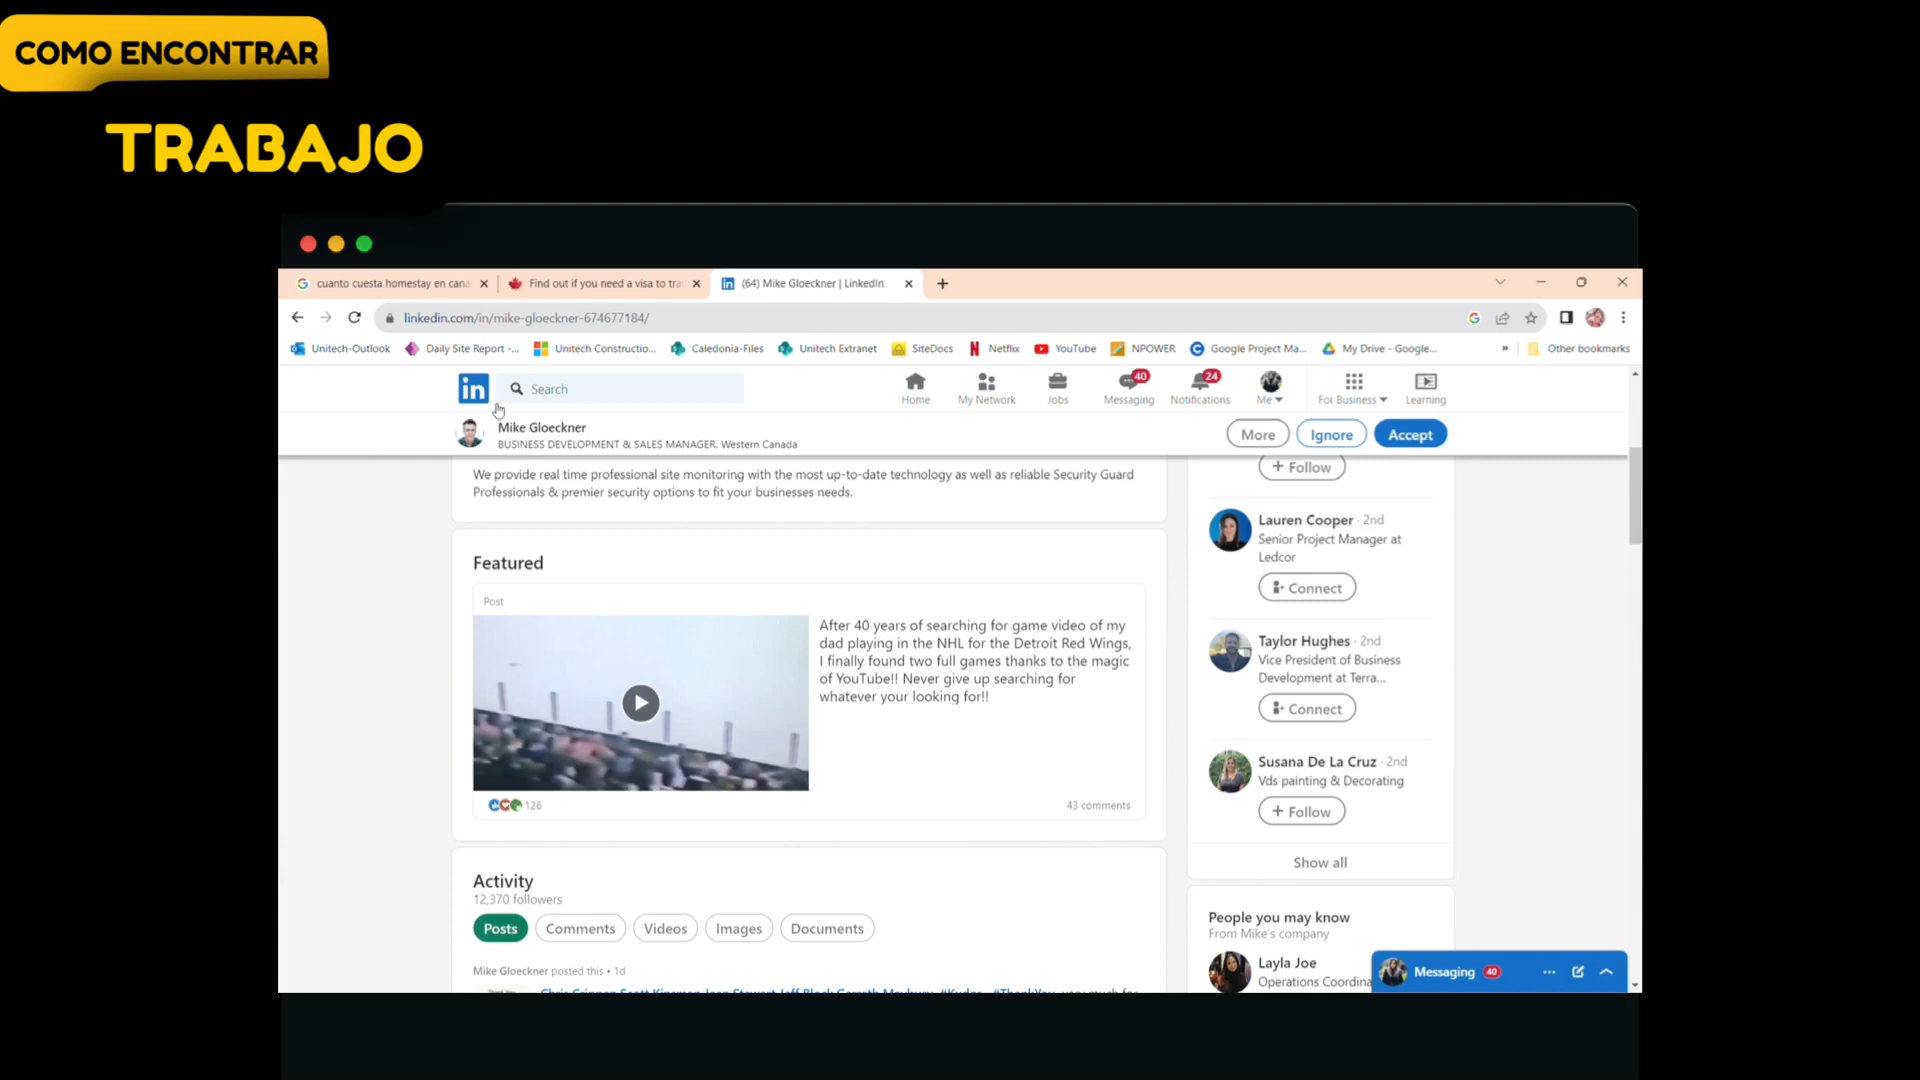 COMO ENCONTRAR
TRABAJO
cuanto cuesta homestay en cana
Find out if you need a visa to tra
(64) Mike Gloeckner | LinkedIn
linkedin.com/in/mike-gloeckner-674677184/
Unitech-Outlook
Daily Site Report -...
Unitech Constructio...
Caledonia-Files
Unitech Extranet
SiteDocs
Netflix
YouTube
NPOWER
Google Project Ma...
My Drive - Google...
»
Other bookmarks
in
Search
Home
My Network
Jobs
40
Messaging
24
Notifications
Me
For Business
Learning
Mike Gloeckner
BUSINESS DEVELOPMENT & SALES MANAGER. Western Canada
More
Ignore
Accept
We provide real time professional site monitoring with the most up-to-date technology as well as reliable Security Guard
Professionals & premier security options to fit your businesses needs.
Featured
Post
After 40 years of searching for game video of my
dad playing in the NHL for the Detroit Red Wings,
I finally found two full games thanks to the magic
of YouTube!! Never give up searching for
whatever your looking for!!
126
43 comments
Activity
12,370 followers
Posts
Comments
Videos
Images
Documents
Mike Gloeckner posted this • 1d
+ Follow
Lauren Cooper · 2nd
Senior Project Manager at
Ledcor
Connect
Taylor Hughes · 2nd
Vice President of Business
Development at Terra...
Connect
Susana De La Cruz · 2nd
Vds painting & Decorating
+ Follow
Show all
People you may know
From Mike's company
Layla Joe
Operations Coordina
Messaging 40